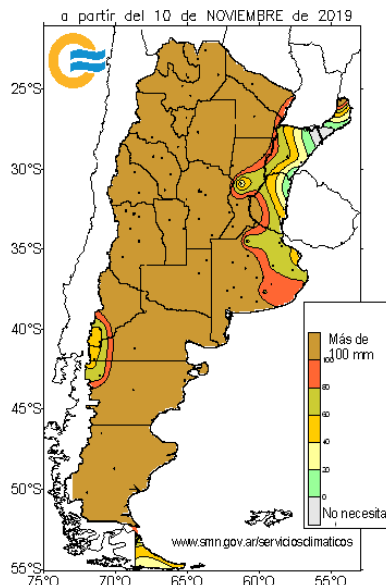 a partír del 10 de NOVIEMBRE de 2019
25°S
30°S
35°S
40°S
45°S
50°S
55°S
75°O
70°O
65°O
60°O
55°O
Más de
100 mm
100
80
60
40
20
0
No necesita
www.smn.gov.ar/serviciosclimaticos